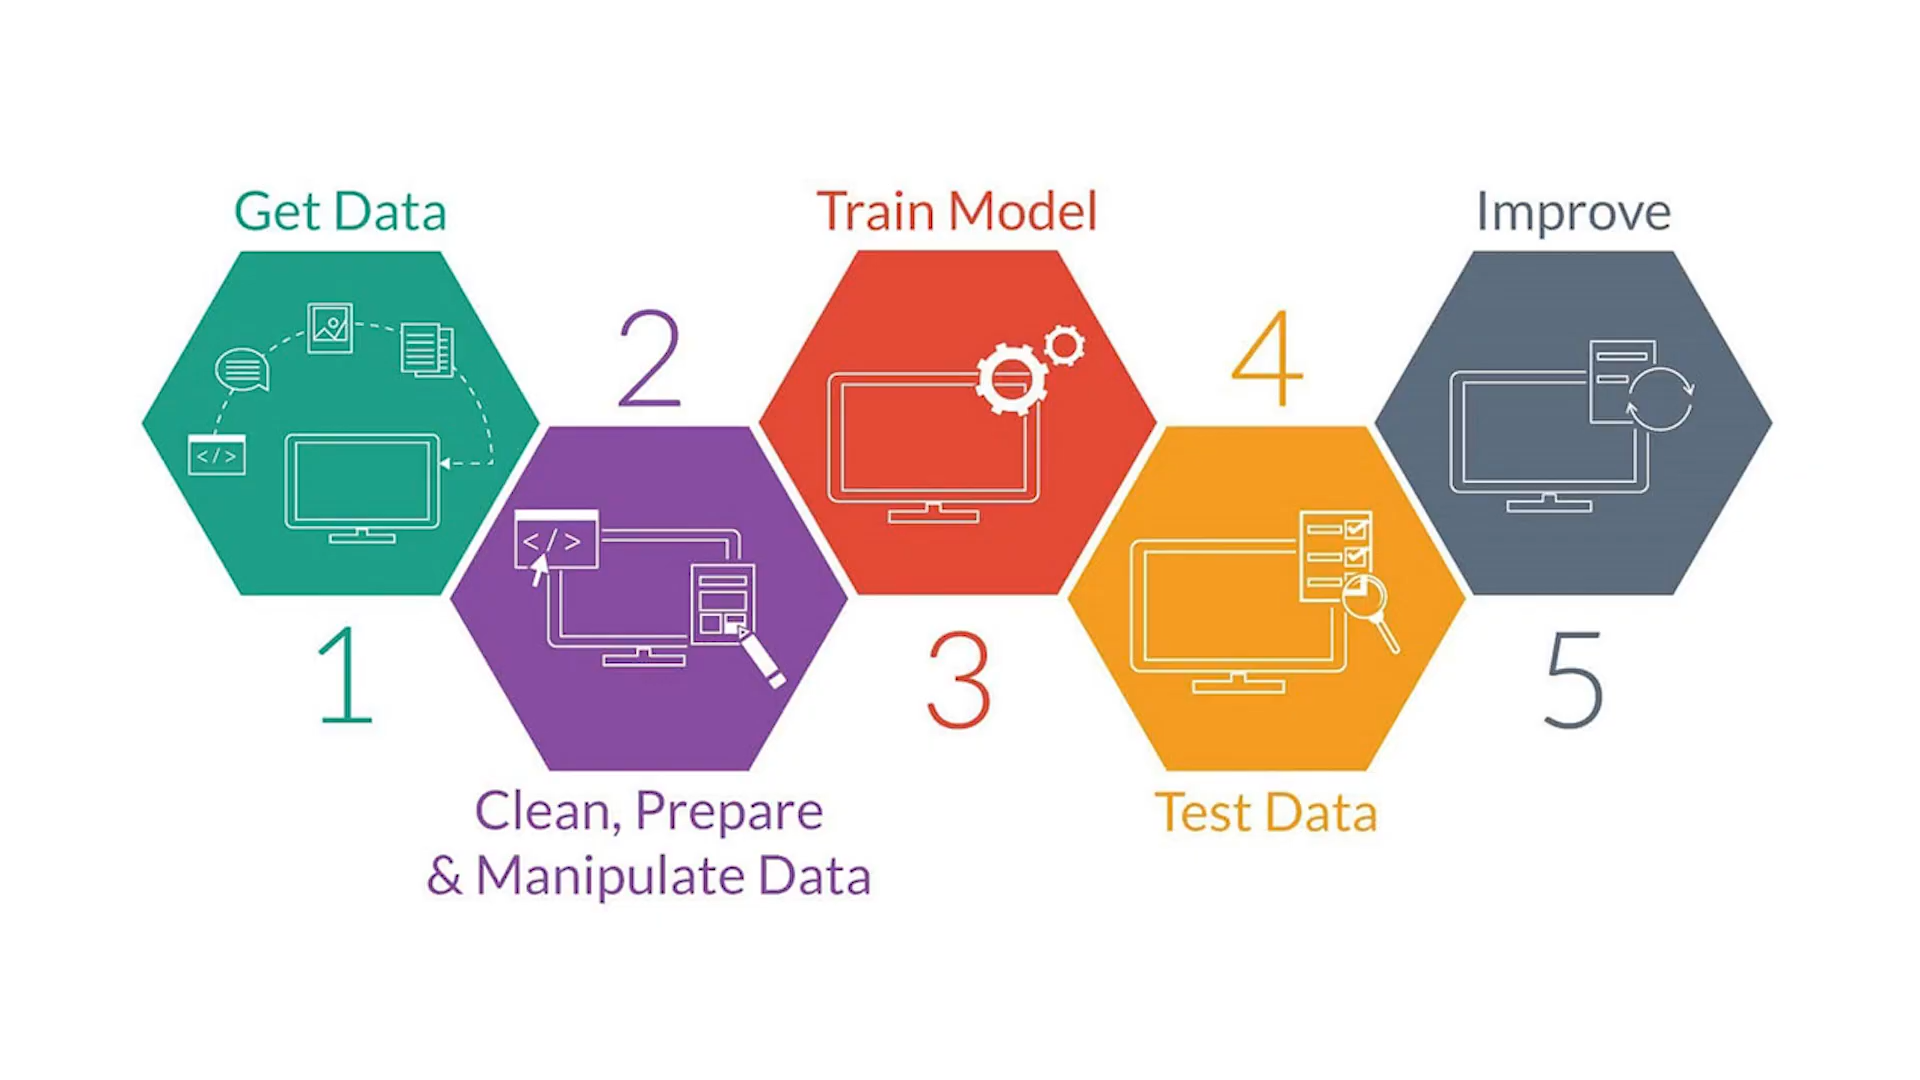 Get Data
1
2
Clean, Prepare
& Manipulate Data
Train Model
3
4
Test Data
Improve
5
</>
</>